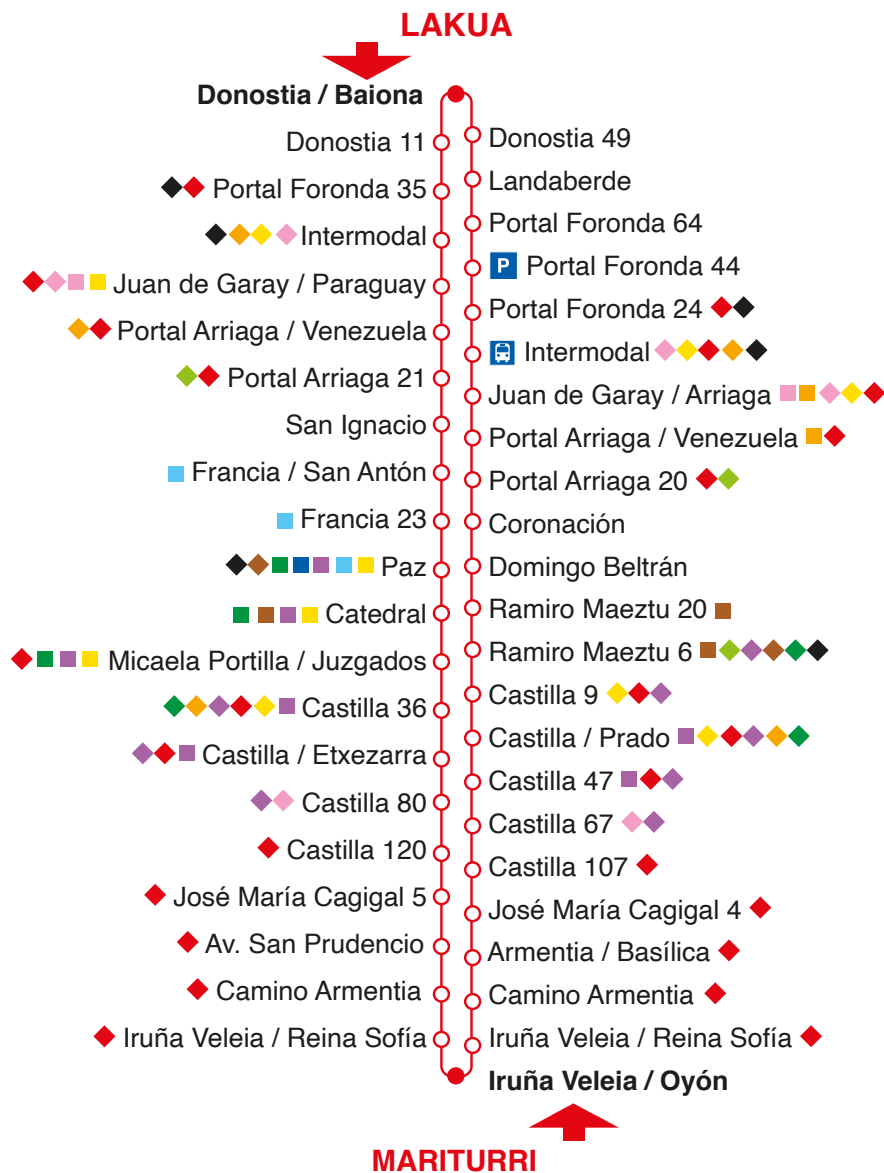 LAKUA
Donostia / Baiona
Donostia 11
Portal Foronda 35
Intermodal
Juan de Garay / Paraguay
Portal Arriaga / Venezuela
Portal Arriaga 21
San Ignacio
Francia / San Antón
Francia 23
Paz
Catedral
Micaela Portilla / Juzgados
Castilla 36
Castilla / Etxezarra
Castilla 80
Castilla 120
José María Cagigal 5
Av. San Prudencio
Camino Armentia
Iruña Veleia / Reina Sofía
Donostia 49
Landaberde
Portal Foronda 64
P Portal Foronda 44
Portal Foronda 24
Intermodal
Juan de Garay / Arriaga
Portal Arriaga / Venezuela
Portal Arriaga 20
Coronación
Domingo Beltrán
Ramiro Maeztu 20
Ramiro Maeztu 6
Castilla 9
Castilla / Prado
Castilla 47
Castilla 67
Castilla 107
José María Cagigal 4
Armentia / Basílica
Camino Armentia
Iruña Veleia / Reina Sofía
Iruña Veleia / Oyón
MARITURRI